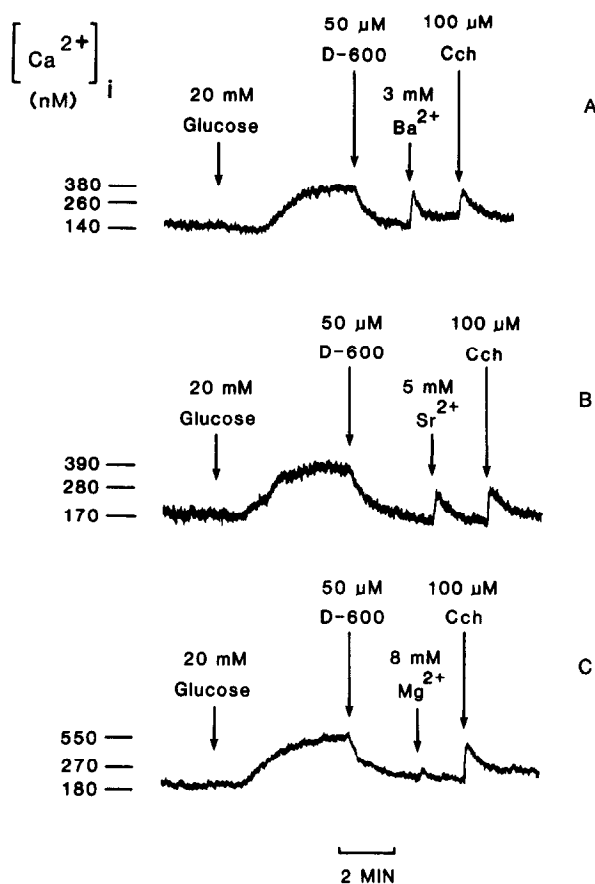 [Ca2+]i
(nM)
50 µM
D-600
100 µM
Cch
20 mM
Glucose
3 mM
Ba2+
A
380
260
140
50 µM
D-600
100 µM
Cch
20 mM
Glucose
5 mM
Sr2+
B
390
280
170
50 µM
D-600
100 µM
Cch
20 mM
Glucose
8 mM
Mg2+
C
550
270
180
2 MIN